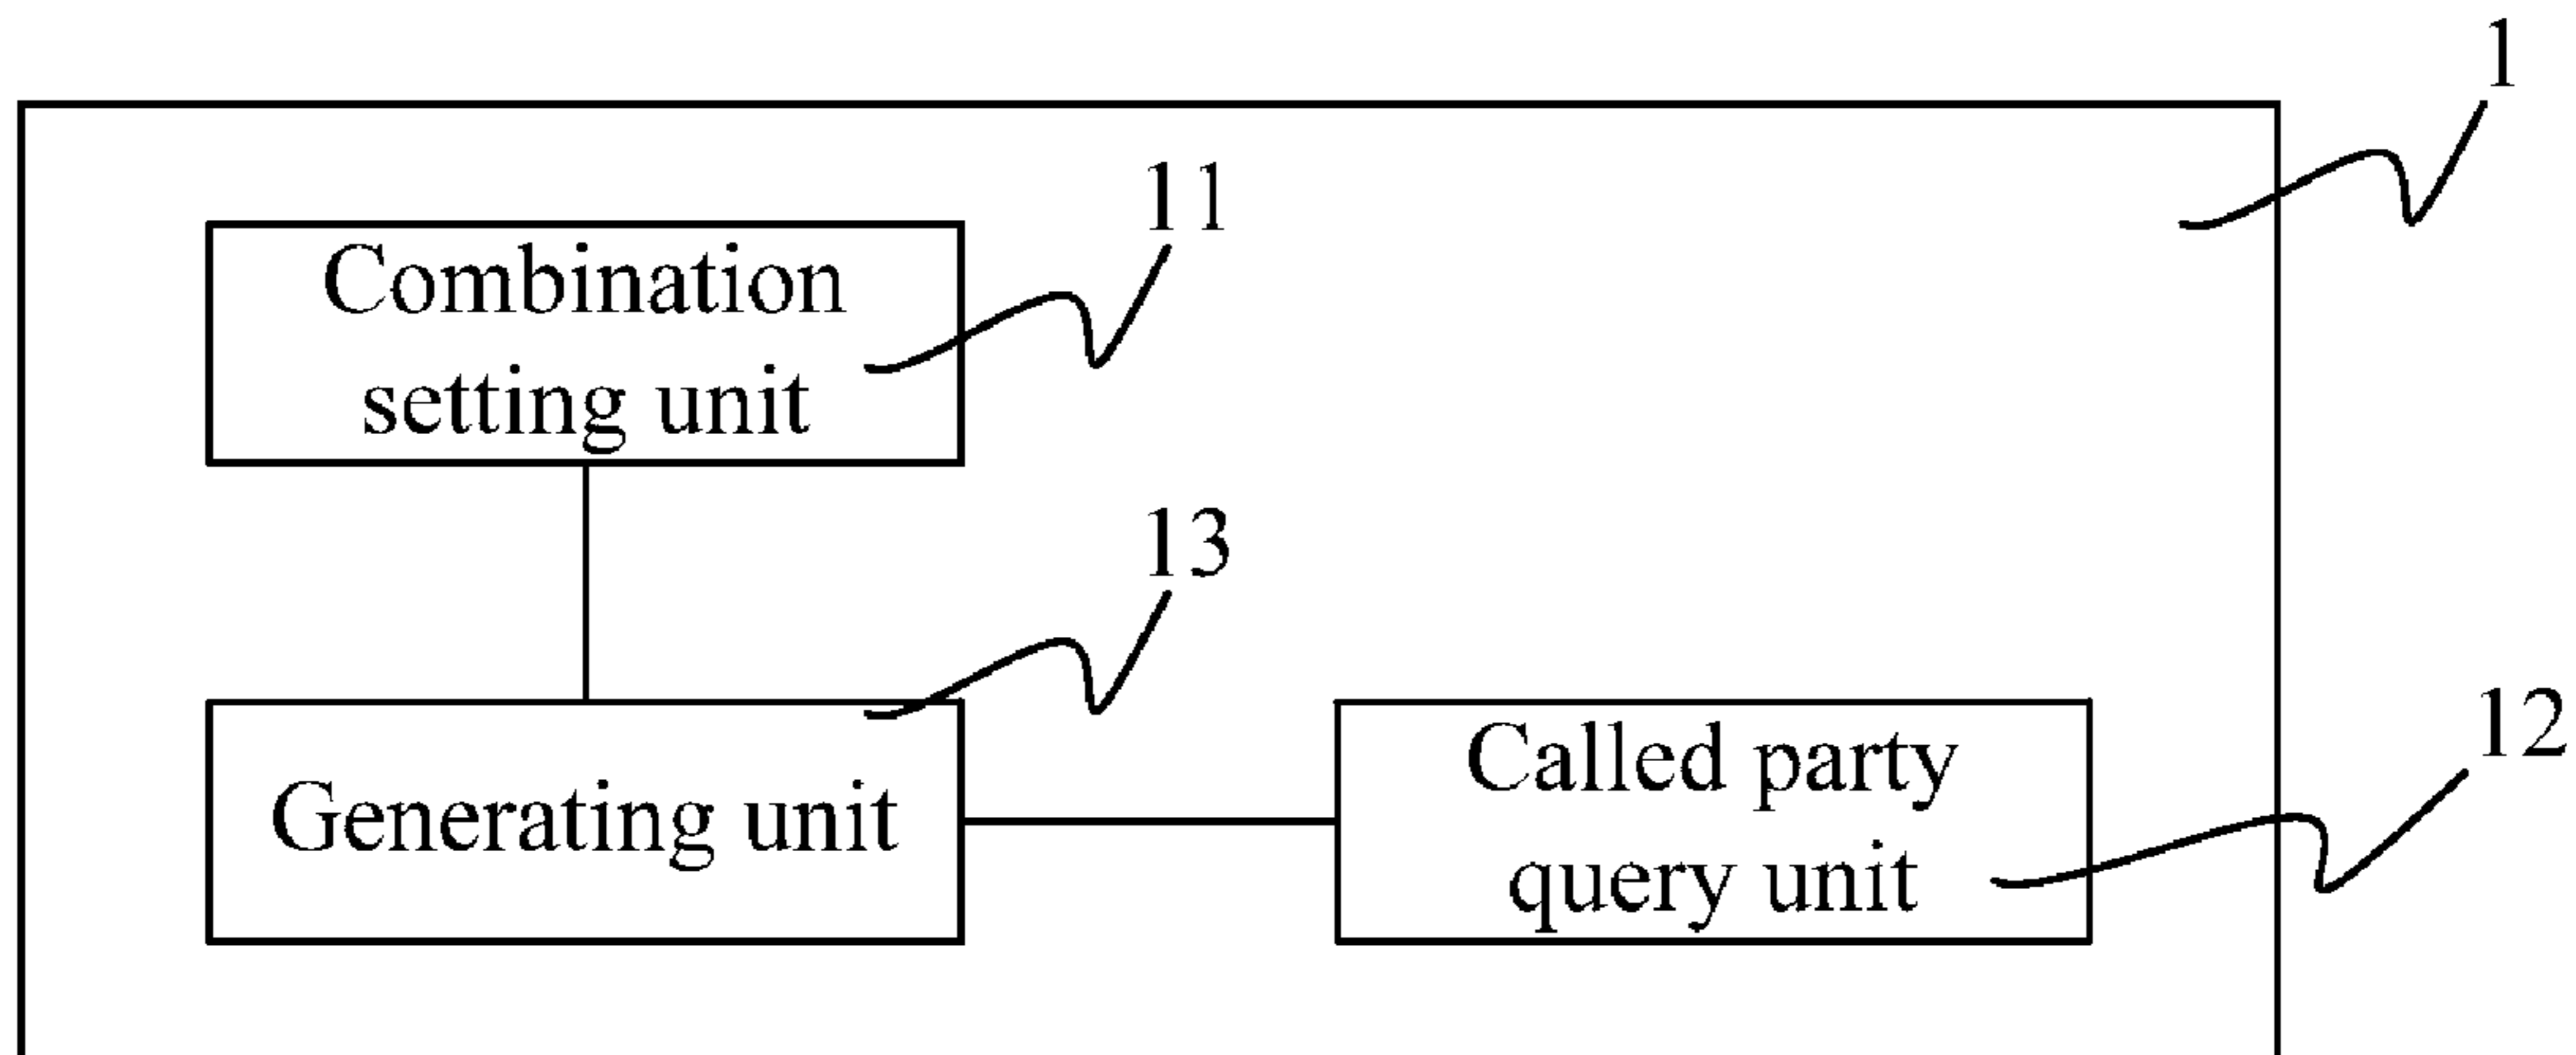 1
11
Combination
setting unit
13
Generating unit
12
Called party
query unit